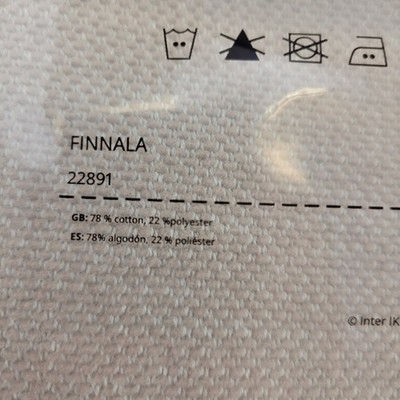 FINNALA
22891
GB: 78 % cotton, 22 %polyester
ES: 78% algodón, 22 % poliéster
© Inter IK